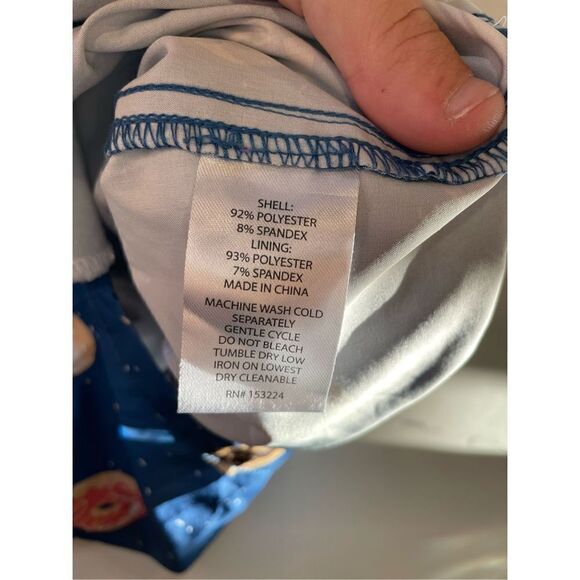 SHELL:
92% POLYESTER
8% SPANDEX
LINING:
93% POLYESTER
7% SPANDEX
MADE IN CHINA
MACHINE WASH COLD
SEPARATELY
GENTLE CYCLE
DO NOT BLEACH
TUMBLE DRY LOW
IRON ON LOWEST
DRY CLEANABLE
RN# 153224